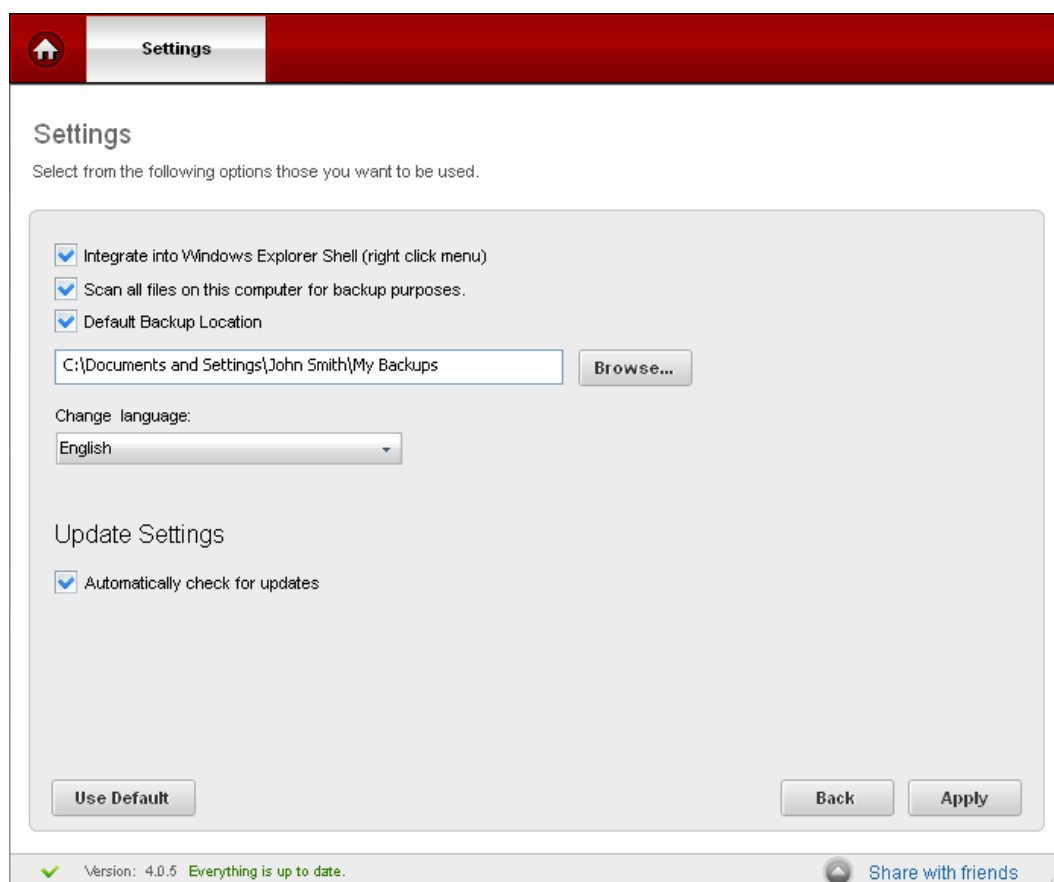 Settings
Settings
Select from the following options those you want to be used.
Integrate into Windows Explorer Shell (right click menu)
Scan all files on this computer for backup purposes.
Default Backup Location
C:\Documents and Settings\John Smith\My Backups
Browse...
Change language:
English
Update Settings
Automatically check for updates
Use Default
Back
Apply
Version: 4.0.5 Everything is up to date.
Share with friends